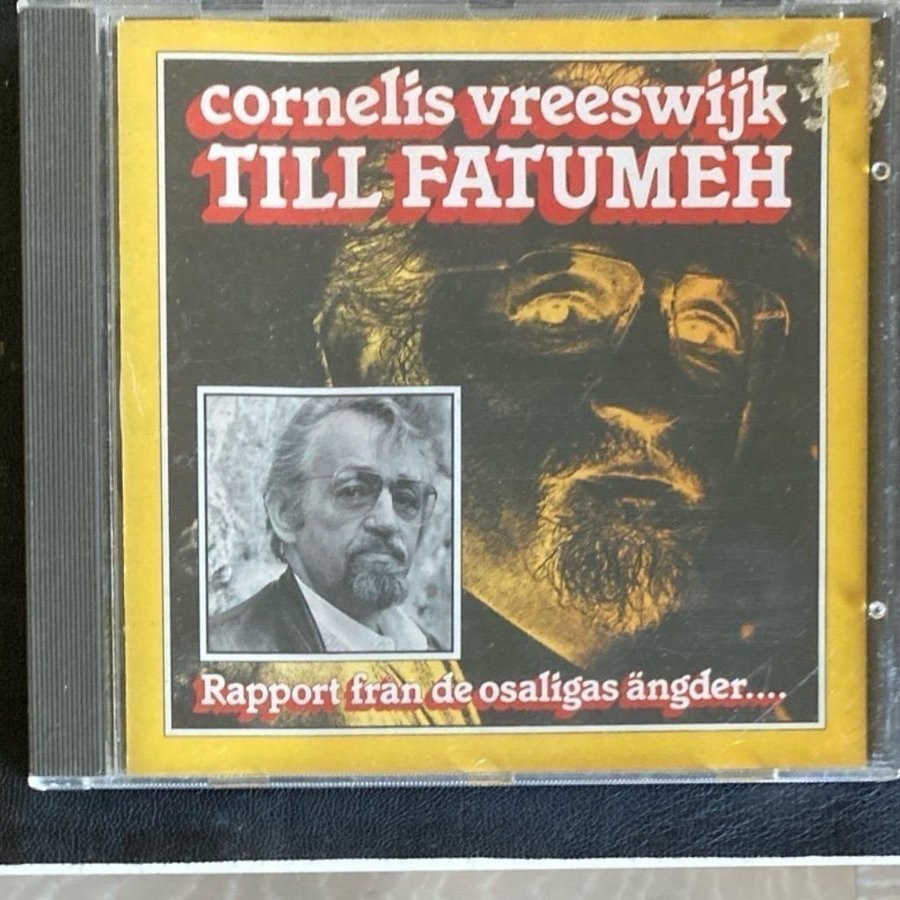 cornelis vreeswijk
TILL FATUMEH
Rapport från de osaligas ängder....